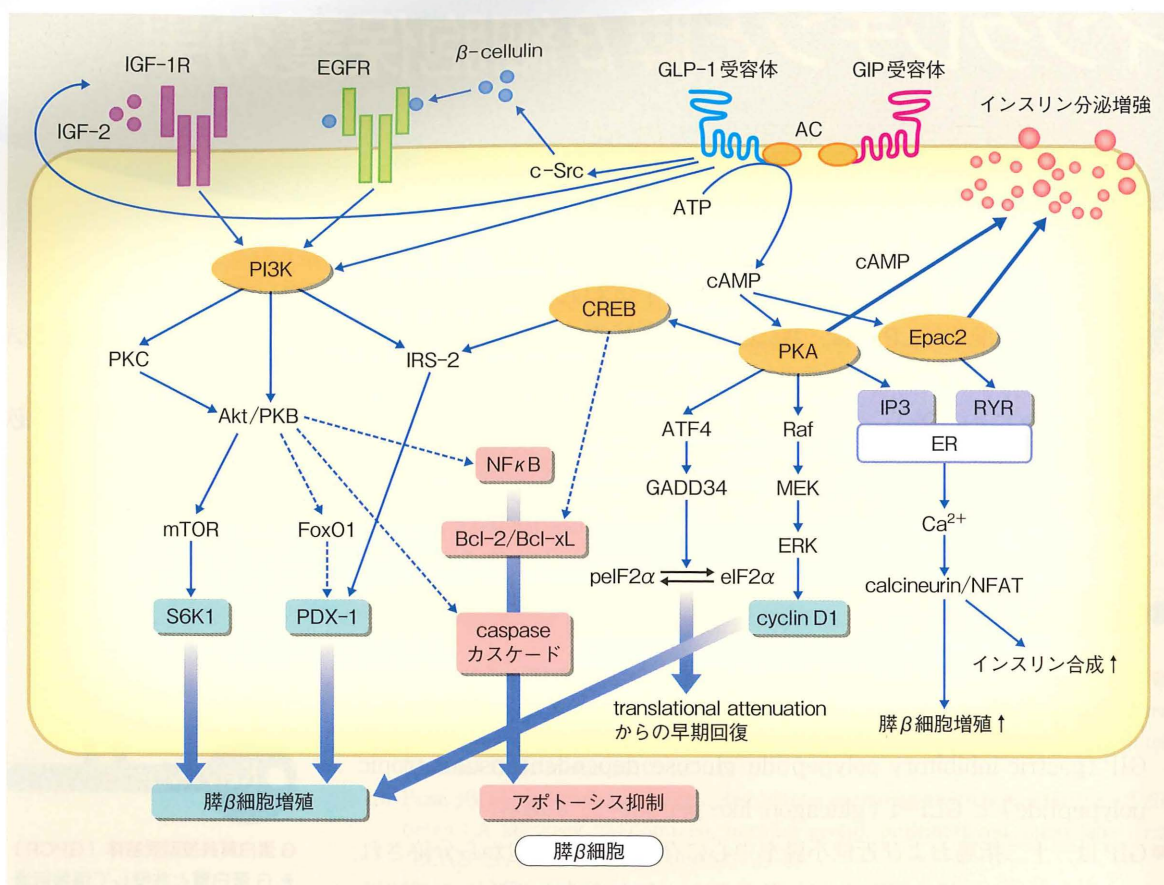 IGF-1R
IGF-2
EGFR
β-cellulin
GLP-1受容体
GIP受容体
AC
インスリン分泌増強
c-Src
ATP
PI3K
cAMP
cAMP
CREB
PKA
Epac2
PKC
IRS-2
Akt/PKB
IP3
RYR
ER
NFκB
ATF4
Raf
GADD34
MEK
mTOR
FoxO1
Bcl-2/Bcl-xL
ERK
Ca2+
peIF2α
eIF2α
calcineurin/NFAT
S6K1
PDX-1
caspase
カスケード
cyclin D1
インスリン合成↑
translational attenuation
からの早期回復
膵β細胞増殖↑
膵β細胞増殖
アポトーシス抑制
膵β細胞